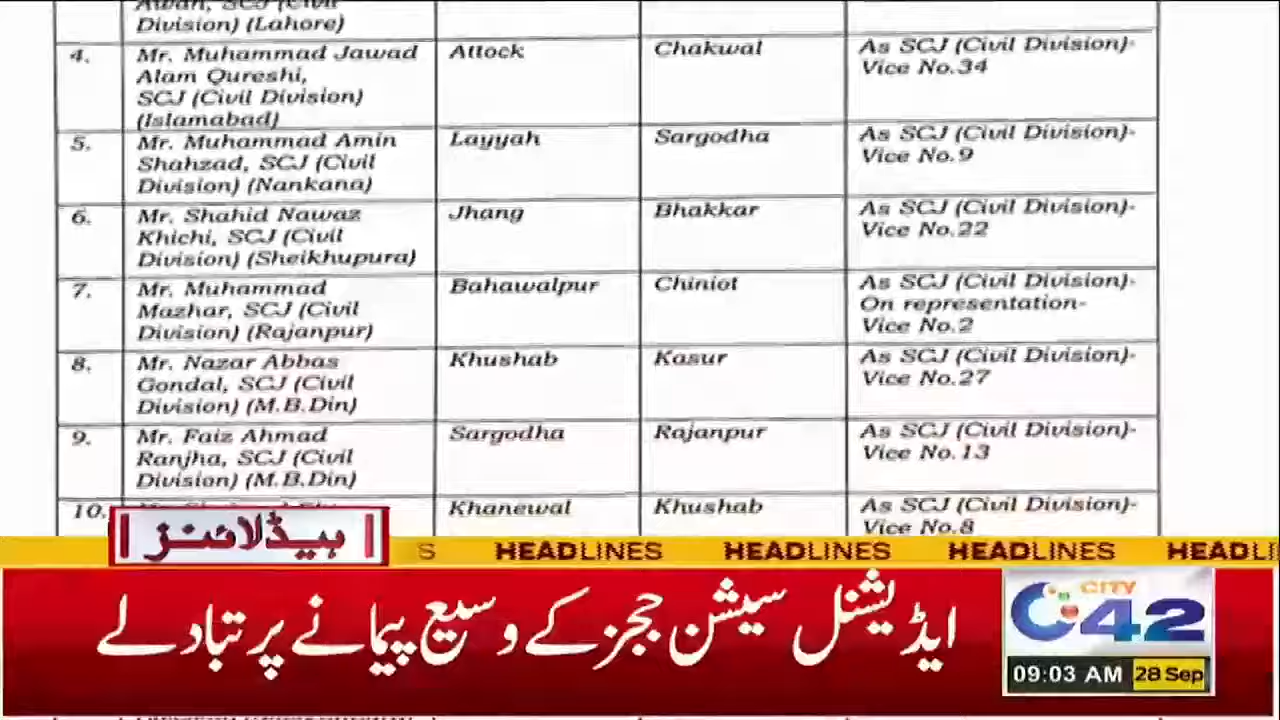 Awan, SCJ (Civil
Division) (Lahore)
4. Mr. Muhammad Jawad Attock Chakwal As SCJ (Civil Division)-
Alam Qureshi, Vice No.34
SCJ (Civil Division)
(Islamabad)
5. Mr. Muhammad Amin Layyah Sargodha As SCJ (Civil Division)-
Shahzad, SCJ (Civil Vice No.9
Division) (Nankana)
6. Mr. Shahid Nawaz Jhang Bhakkar As SCJ (Civil Division)-
Khichi, SCJ (Civil Vice No.22
Division) (Sheikhupura)
7. Mr. Muhammad Bahawalpur Chiniot As SCJ (Civil Division)-
Mazhar, SCJ (Civil On representation-
Division) (Rajanpur) Vice No.2
8. Mr. Nazar Abbas Khushab Kasur As SCJ (Civil Division)-
Gondal, SCJ (Civil Vice No.27
Division) (M.B.Din)
9. Mr. Faiz Ahmad Sargodha Rajanpur As SCJ (Civil Division)-
Ranjha, SCJ (Civil Vice No.13
Division) (M.B.Din)
10. Khanewal Khushab As SCJ (Civil Division)-
Vice No.8
ہیڈلائنز
S HEADLINES HEADLINES HEADLINES HEADLI
ایڈیشنل سیشن ججز کے وسیع پیمانے پر تبادلے
CITY
42
09:03 AM 28 Sep